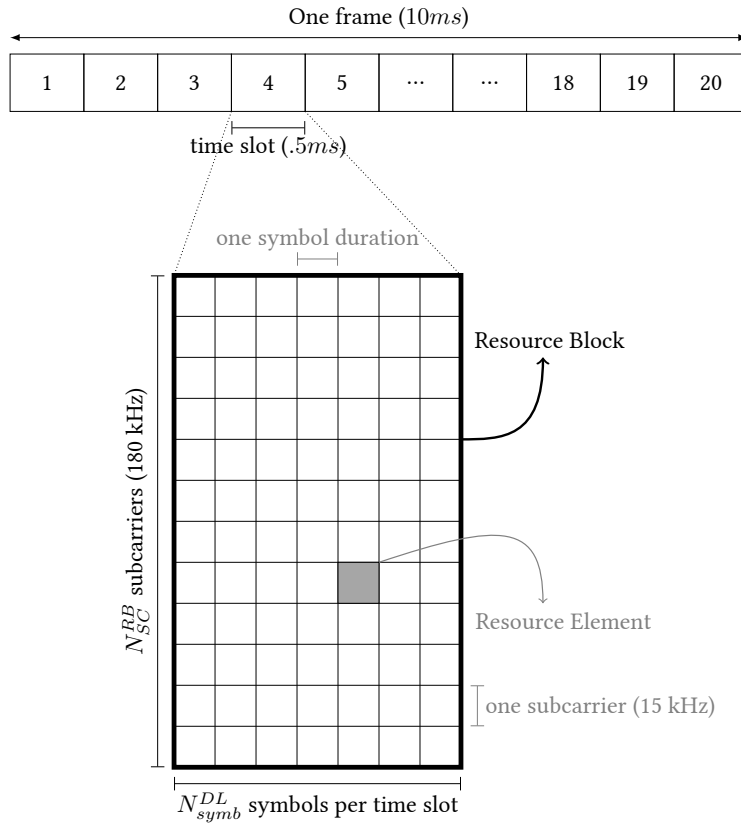 One frame (10ms)
1 2 3 4 5 ... ... 18 19 20
time slot (.5ms)
one symbol duration
Resource Block
N_{SC}^{RB} subcarriers (180 kHz)
Resource Element
one subcarrier (15 kHz)
N_{symb}^{DL} symbols per time slot